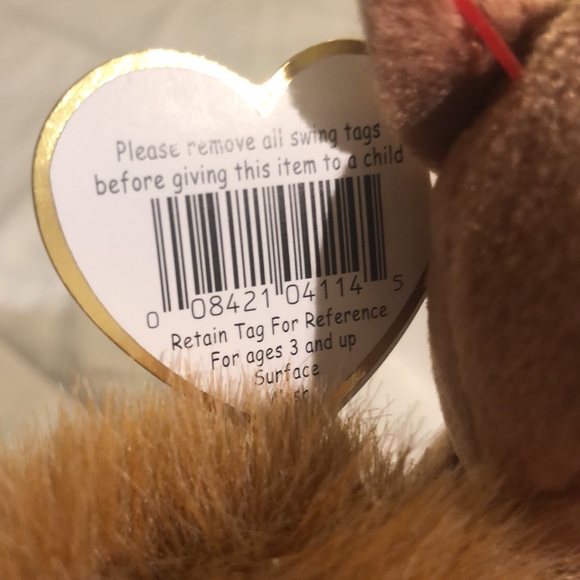 Please remove all swing tags
before giving this item to a child
0 08421 04114 5
Retain Tag For Reference
For ages 3 and up
Surface